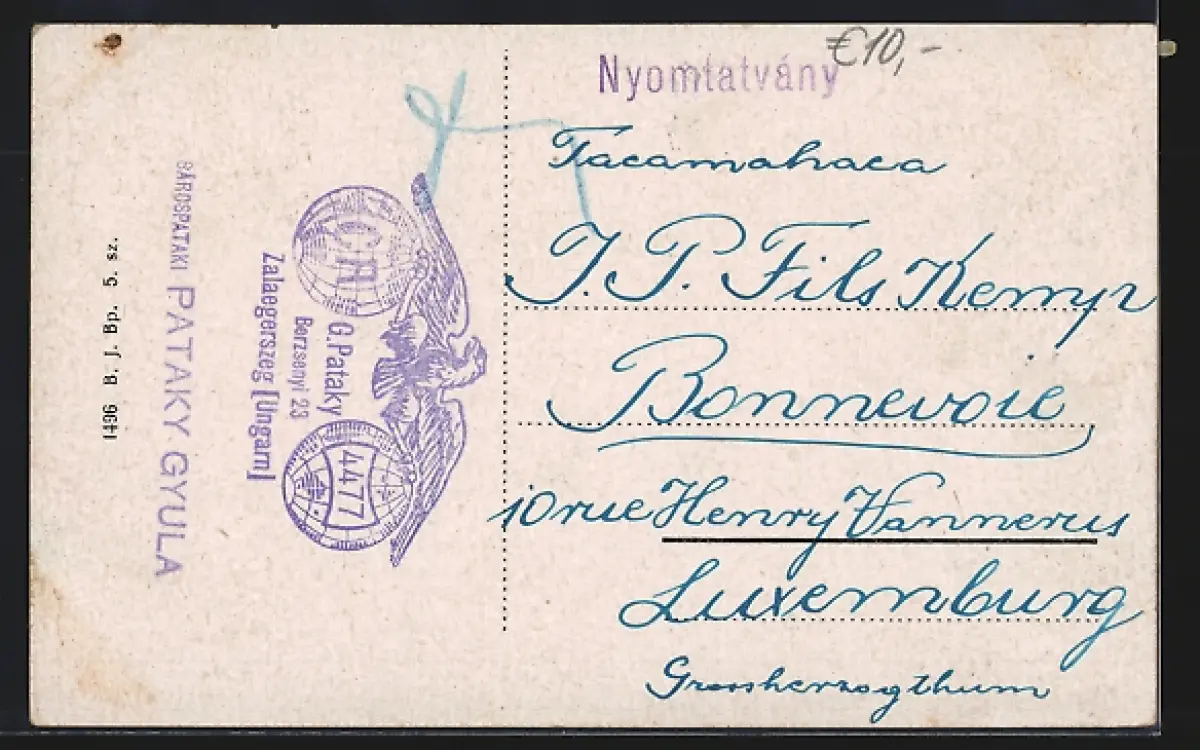 Nyomtatvány
€10,-
Tacamahaca
J. P. Fils Kemp
Bonnevoie
10 rue Henry Vannerus
Luxemburg
Grossherzogthum
C.A.
G. Pataky
Berzsenyi 23
Zalaegerszeg [Ungarn]
4477
SÁROSPATAKI PATAKY GYULA
1496 B. J. Bp. 5. sz.